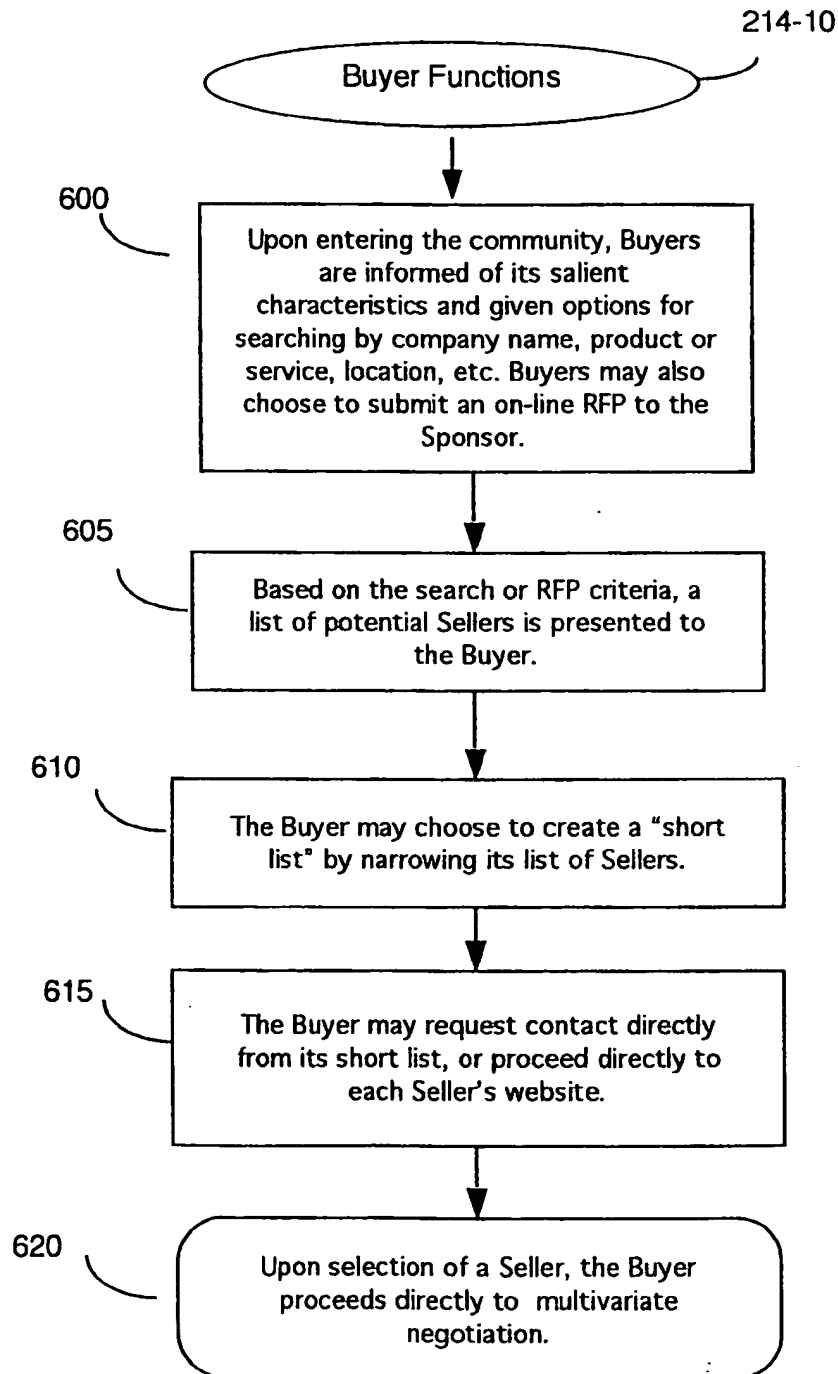 214-10
Buyer Functions
600
Upon entering the community, Buyers
are informed of its salient
characteristics and given options for
searching by company name, product or
service, location, etc. Buyers may also
choose to submit an on-line RFP to the
Sponsor.
605
Based on the search or RFP criteria, a
list of potential Sellers is presented to
the Buyer.
610
The Buyer may choose to create a “short
list" by narrowing its list of Sellers.
615
The Buyer may request contact directly
from its short list, or proceed directly to
each Seller's website.
620
Upon selection of a Seller, the Buyer
proceeds directly to multivariate
negotiation.